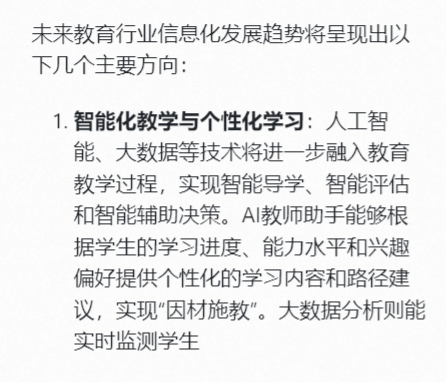 未来教育行业信息化发展趋势将呈现出以
下几个主要方向：
1. 智能化教学与个性化学习：人工智
能、大数据等技术将进一步融入教育
教学过程，实现智能导学、智能评估
和智能辅助决策。AI教师助手能够根
据学生的学习进度、能力水平和兴趣
偏好提供个性化的学习内容和路径建
议，实现“因材施教”。大数据分析则能
实时监测学生